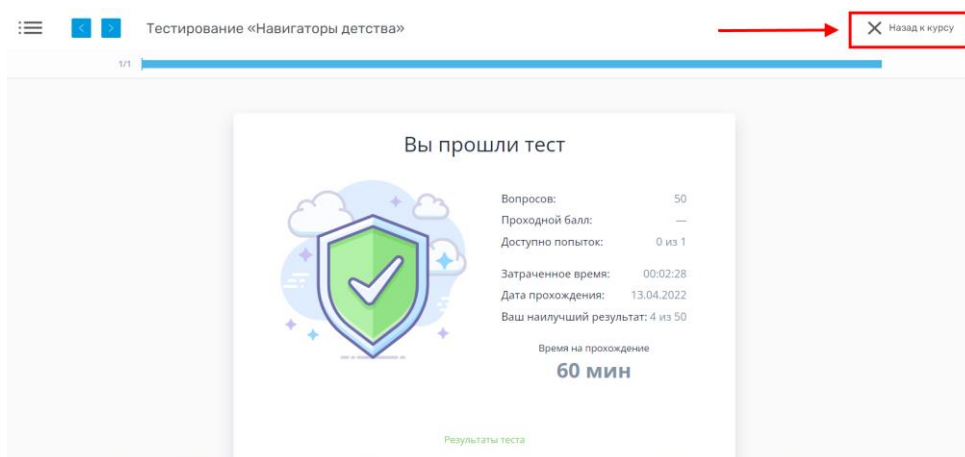 Тестирование «Навигаторы детства»
Назад к курсу
1/1
Вы прошли тест
Вопросов: 50
Проходной балл: —
Доступно попыток: 0 из 1
Затраченное время: 00:02:28
Дата прохождения: 13.04.2022
Ваш наилучший результат: 4 из 50
Время на прохождение
60 мин
Результаты теста